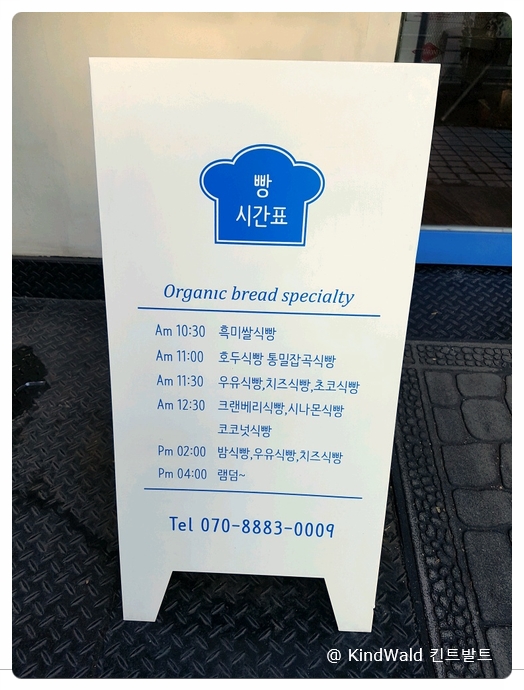 빵
시간표
Organic bread specialty
Am 10:30 흑미쌀식빵
Am 11:00 호두식빵 통밀잡곡식빵
Am 11:30 우유식빵,치즈식빵,초코식빵
Am 12:30 크랜베리식빵,시나몬식빵
코코넛식빵
Pm 02:00 밤식빵,우유식빵,치즈식빵
Pm 04:00 램덤~
Tel 070-8883-0009
@ KindWald 킨트발트